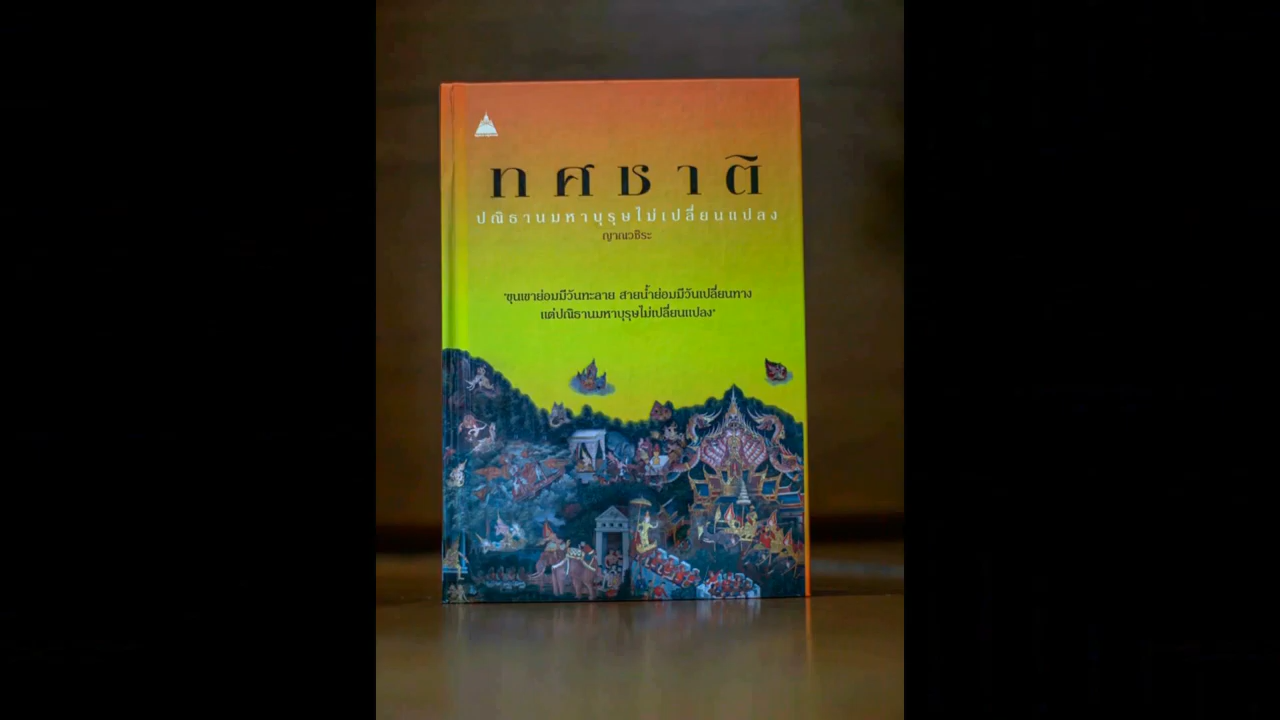 ทศชาติ
ปณิธานมหาบุรุษไม่เปลี่ยนแปลง
ญาณวชิระ
"ขุนเขาย่อมมีวันทะลาย สายน้ำย่อมมีวันเปลี่ยนทาง
แต่ปณิธานมหาบุรุษไม่เปลี่ยนแปลง"